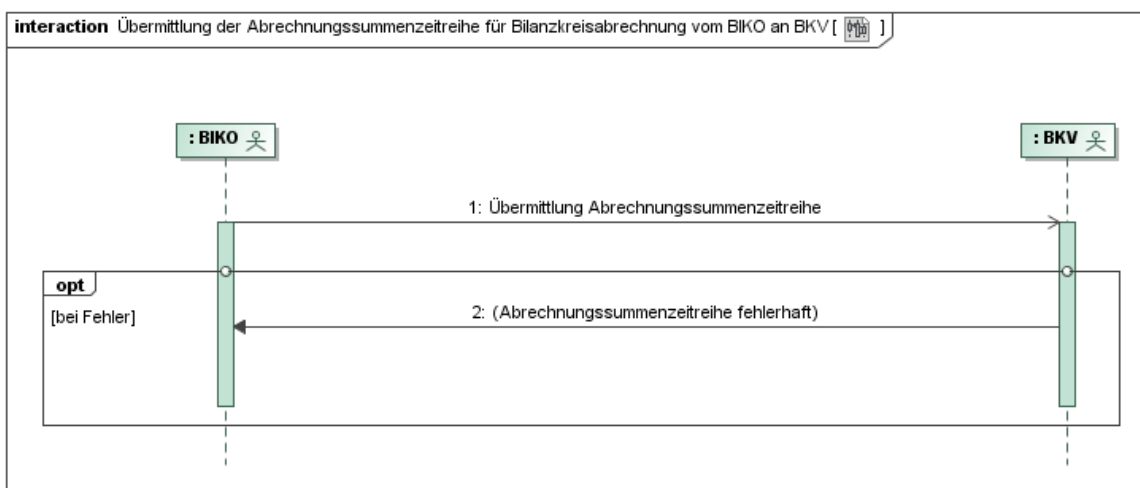 interaction Übermittlung der Abrechnungssummenzeitreihe für Bilanzkreisabrechnung vom BIKO an BKV [ ]
: BIKO
: BKV
1: Übermittlung Abrechnungssummenzeitreihe
opt
[bei Fehler]
2: (Abrechnungssummenzeitreihe fehlerhaft)